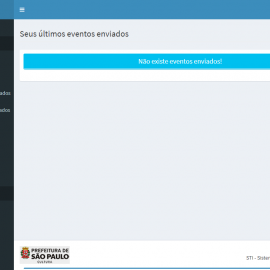 Seus últimos eventos enviados
Não existe eventos enviados!
ados
ados
PREFEITURA DE
SÃO PAULO
CULTURA
STI - Sister